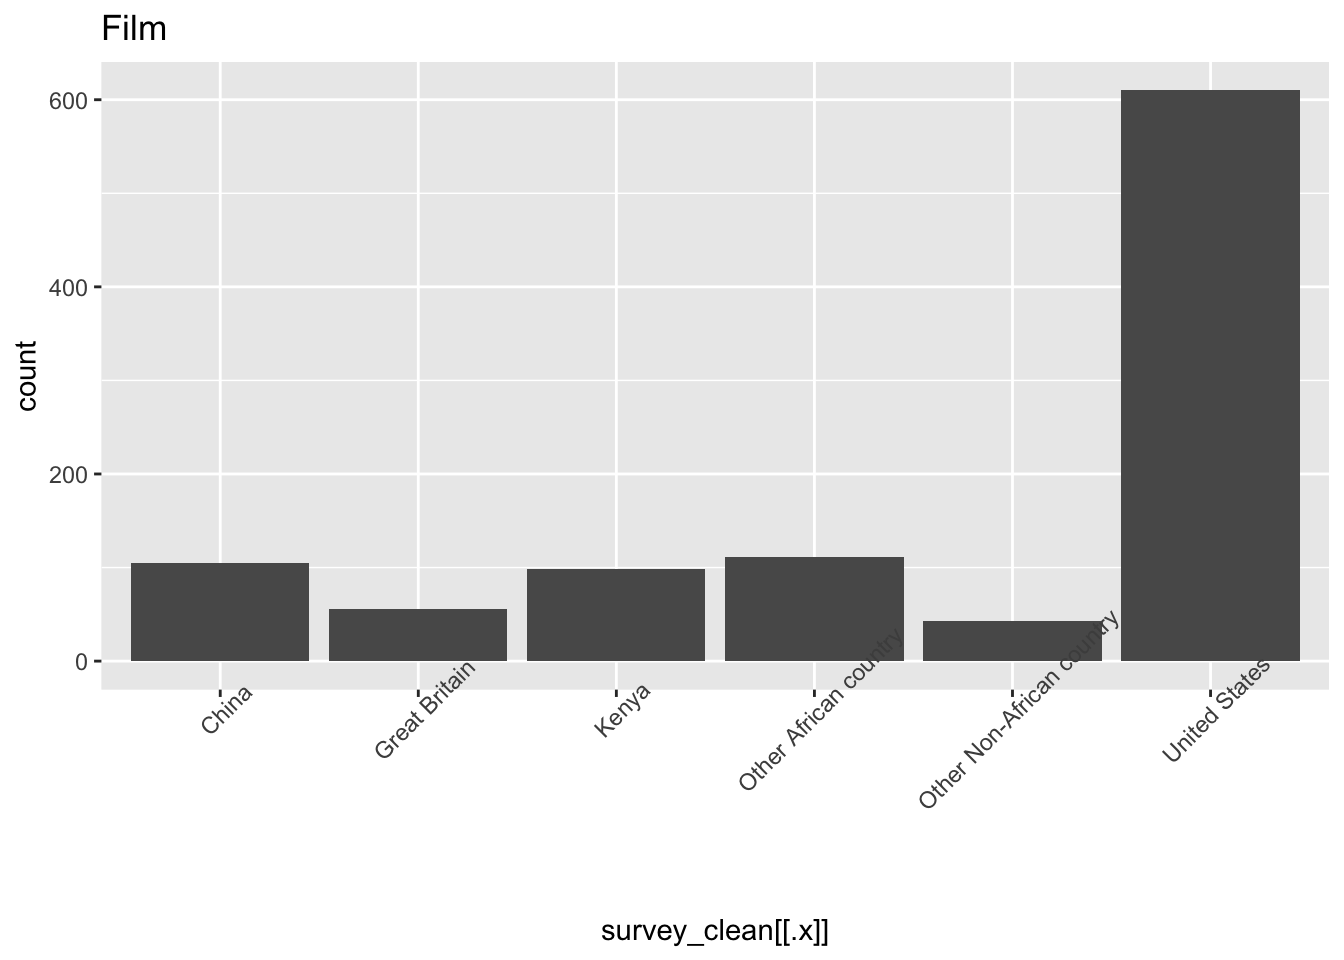 Film
600
400
200
0
count
China
Great Britain
Kenya
Other African country
Other Non-African country
United States
survey_clean[[.x]]